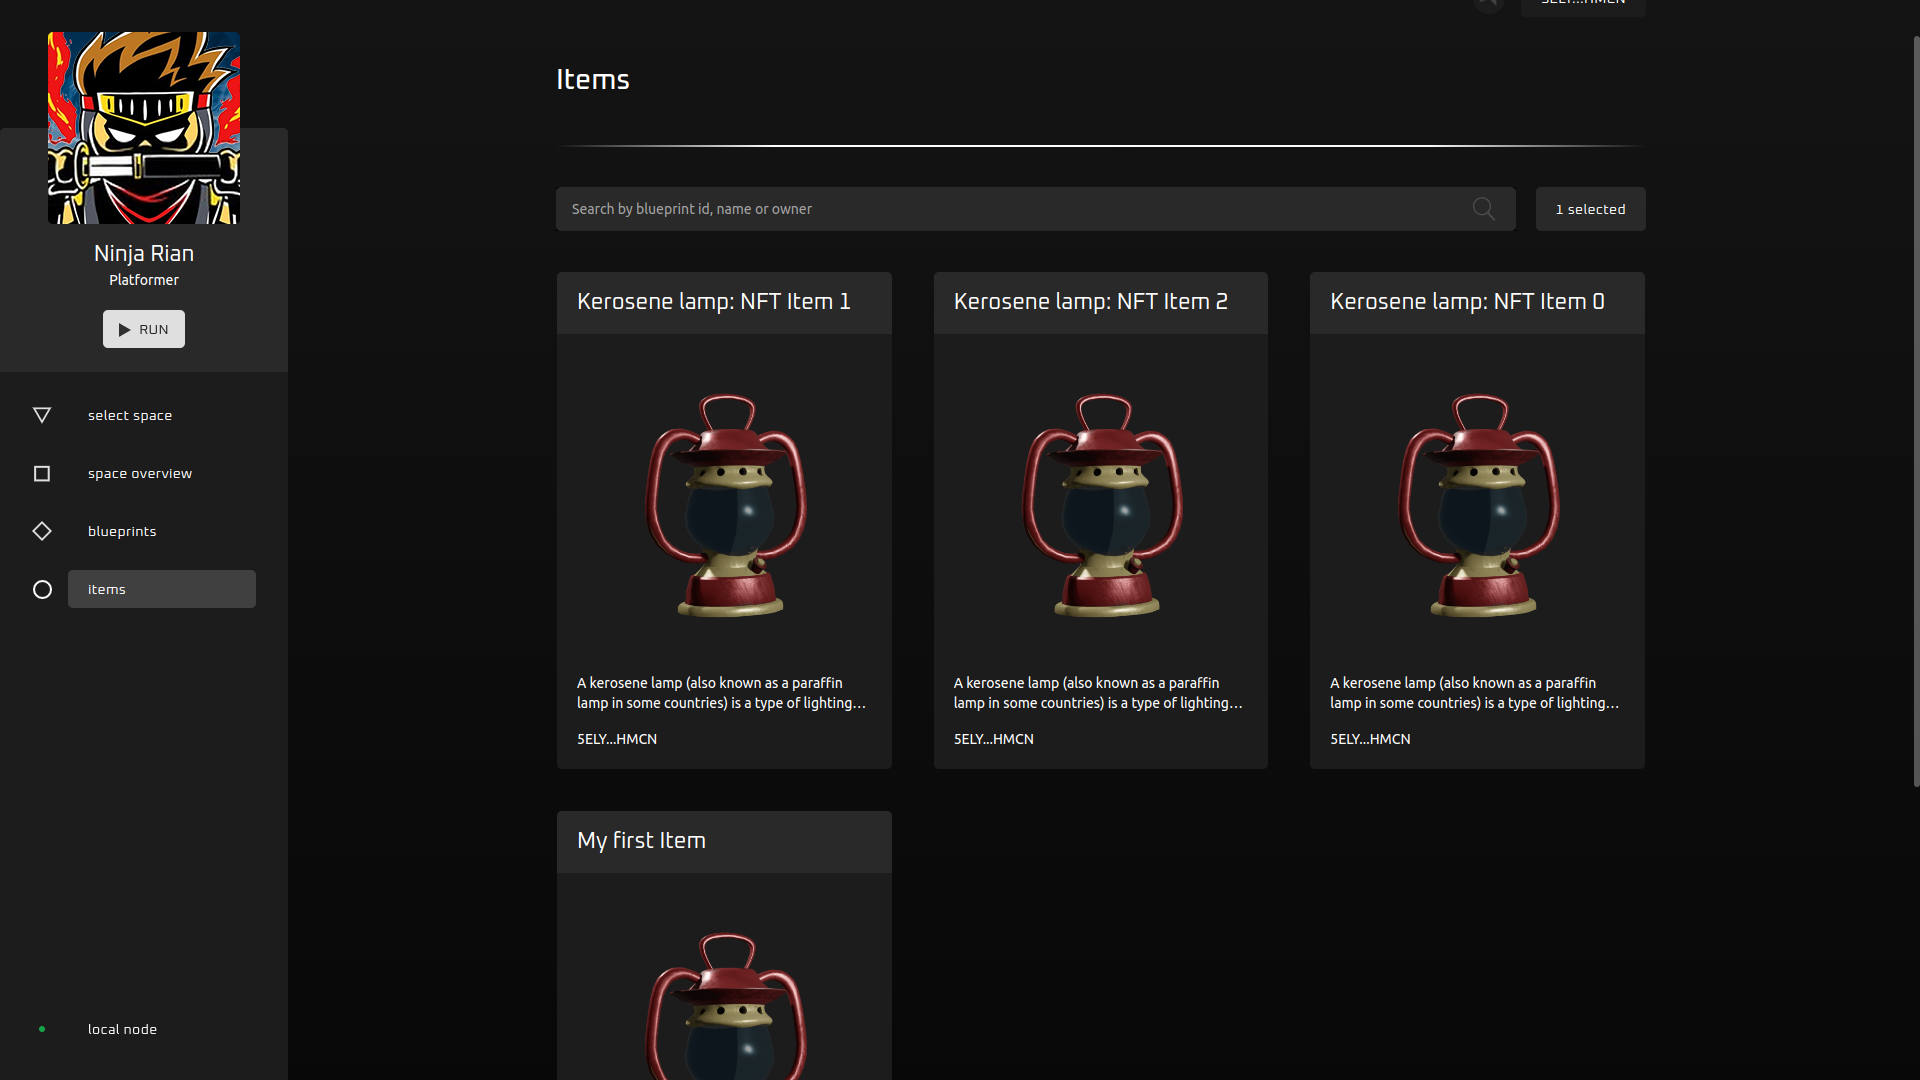 Ninja Rian
Platformer
RUN
select space
space overview
blueprints
items
local node
5ELY...HMCN
Items
Search by blueprint id, name or owner
1 selected
Kerosene lamp: NFT Item 1
A kerosene lamp (also known as a paraffin
lamp in some countries) is a type of lighting...
5ELY...HMCN
Kerosene lamp: NFT Item 2
A kerosene lamp (also known as a paraffin
lamp in some countries) is a type of lighting...
5ELY...HMCN
Kerosene lamp: NFT Item 0
A kerosene lamp (also known as a paraffin
lamp in some countries) is a type of lighting...
5ELY...HMCN
My first Item